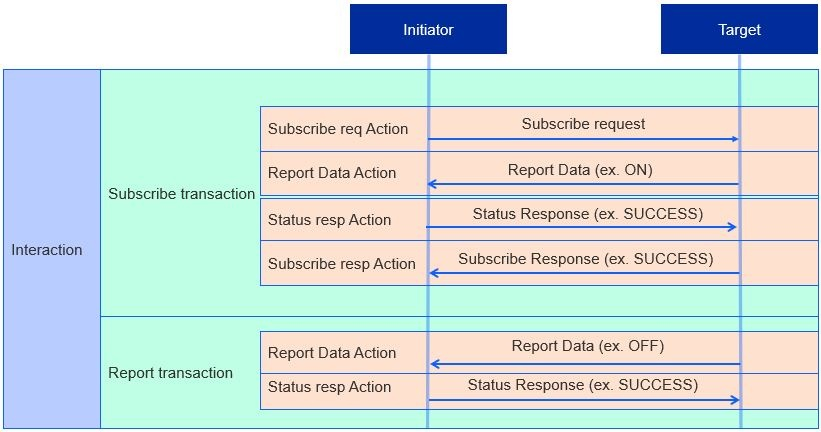 Initiator
Target
Subscribe req Action
Subscribe request
Report Data Action
Report Data (ex. ON)
Subscribe transaction
Status resp Action
Status Response (ex. SUCCESS)
Interaction
Subscribe resp Action
Subscribe Response (ex. SUCCESS)
Report Data Action
Report Data (ex. OFF)
Report transaction
Status resp Action
Status Response (ex. SUCCESS)